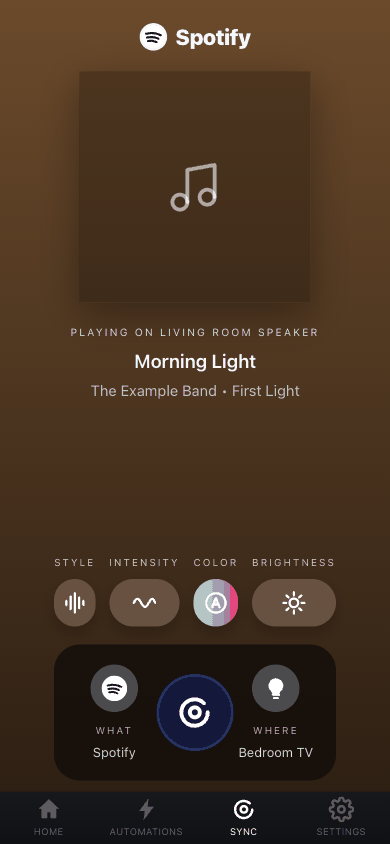 Spotify
PLAYING ON LIVING ROOM SPEAKER
Morning Light
The Example Band • First Light
STYLE INTENSITY COLOR BRIGHTNESS
A
WHAT WHERE
Spotify Bedroom TV
HOME AUTOMATIONS SYNC SETTINGS